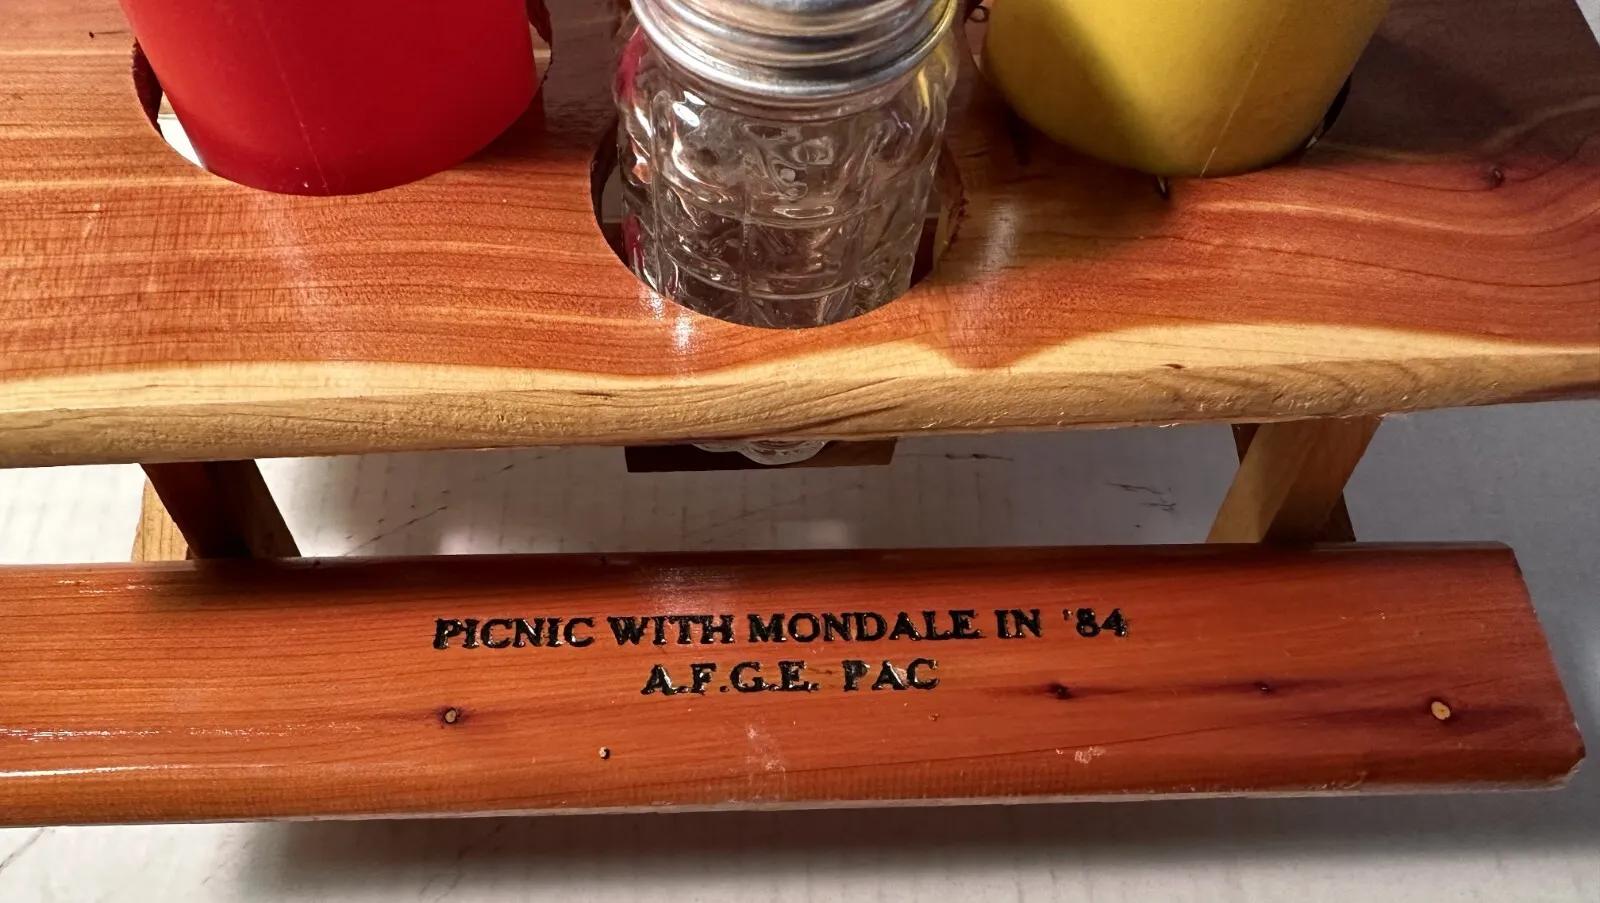 PICNIC WITH MONDALE IN '84
A.F.G.E. PAC